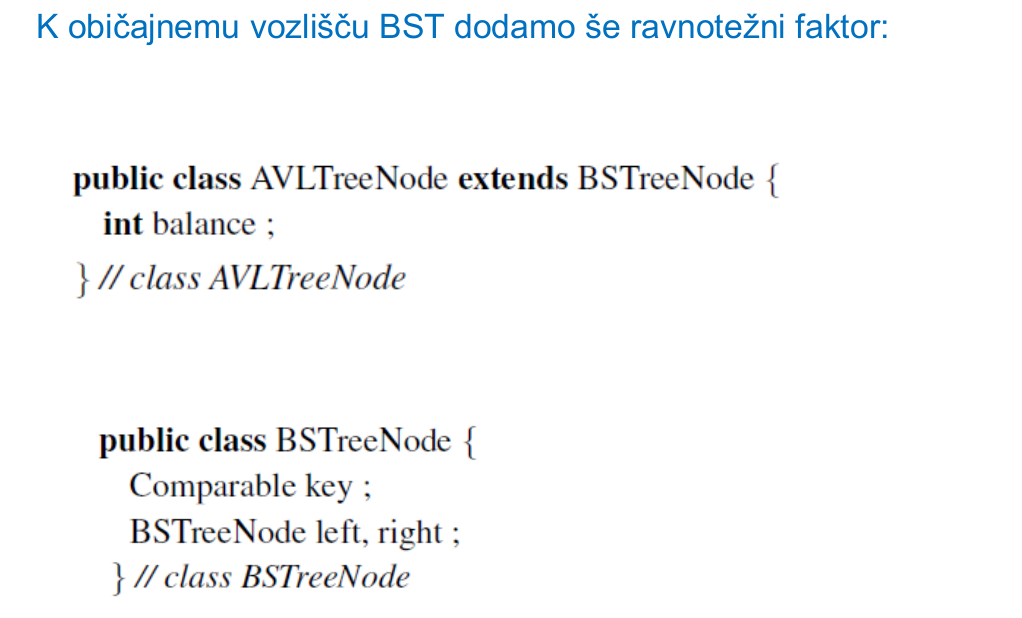 K običajnemu vozlišču BST dodamo še ravnotežni faktor:
public class AVLTreeNode extends BSTreeNode {
int balance ;
} // class AVLTreeNode
public class BSTreeNode {
Comparable key ;
BSTreeNode left, right ;
} // class BSTreeNode